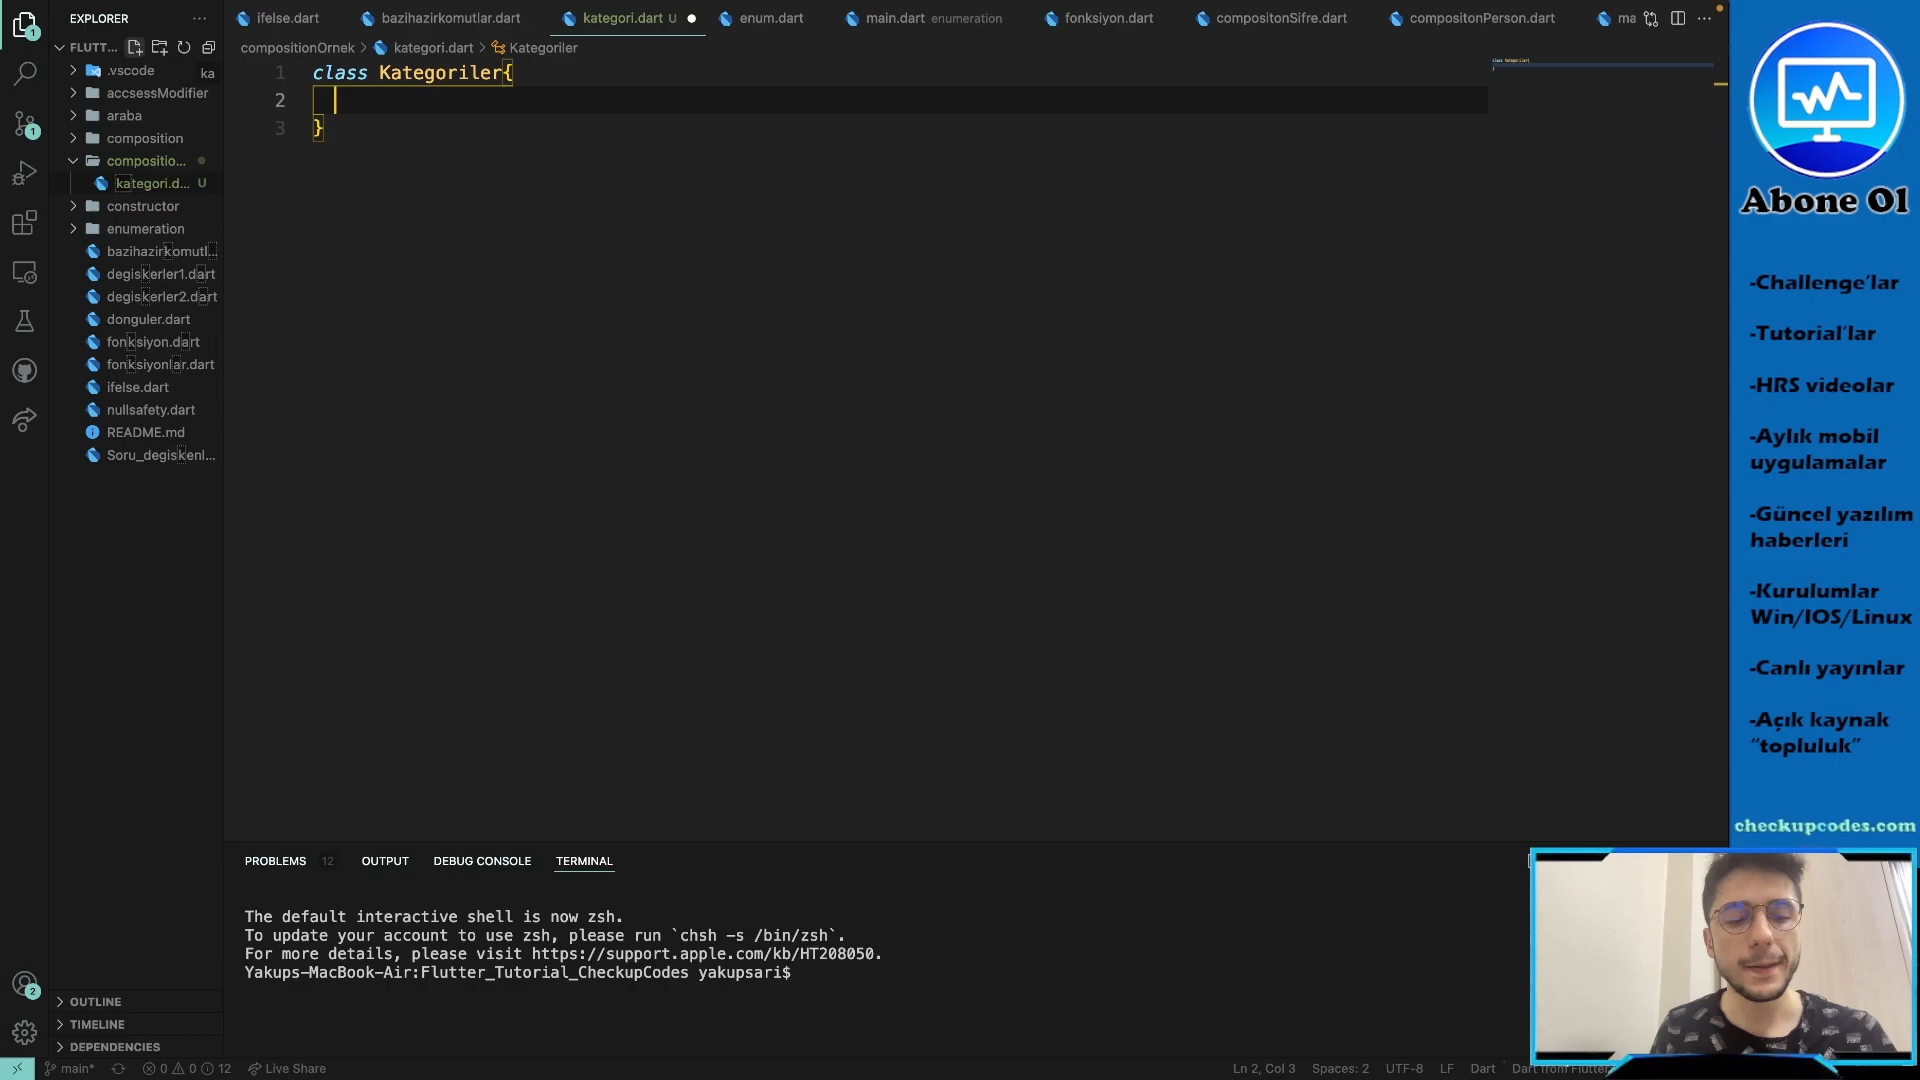 EXPLORER
FLUTT...
.vscode
ka
accsessModifier
araba
composition
compositio...
kategori.d... U
constructor
enumeration
bazihazirkomutl...
degiskerler1.dart
degiskerler2.dart
donguler.dart
fonksiyon.dart
fonksiyonlar.dart
ifelse.dart
nullsafety.dart
README.md
Soru_degiskenl...
OUTLINE
TIMELINE
DEPENDENCIES
1
1
2
ifelse.dart bazihazirkomutlar.dart kategori.dart U enum.dart main.dart enumeration fonksiyon.dart compositonSifre.dart compositonPerson.dart ma
compositionOrnek > kategori.dart > Kategoriler
1 class Kategoriler{
2
3 }
PROBLEMS 12 OUTPUT DEBUG CONSOLE TERMINAL
The default interactive shell is now zsh.
To update your account to use zsh, please run `chsh -s /bin/zsh`.
For more details, please visit https://support.apple.com/kb/HT208050.
Yakups-MacBook-Air:Flutter_Tutorial_CheckupCodes yakupsari$
main* 0 0 12 Live Share Ln 2, Col 3 Spaces: 2 UTF-8 LF Dart Dart from Flutter
Abone Ol
-Challenge'lar
-Tutorial'lar
-HRS videolar
-Aylık mobil
uygulamalar
-Güncel yazılım
haberleri
-Kurulumlar
Win/IOS/Linux
-Canlı yayınlar
-Açık kaynak
"topluluk"
checkupcodes.com